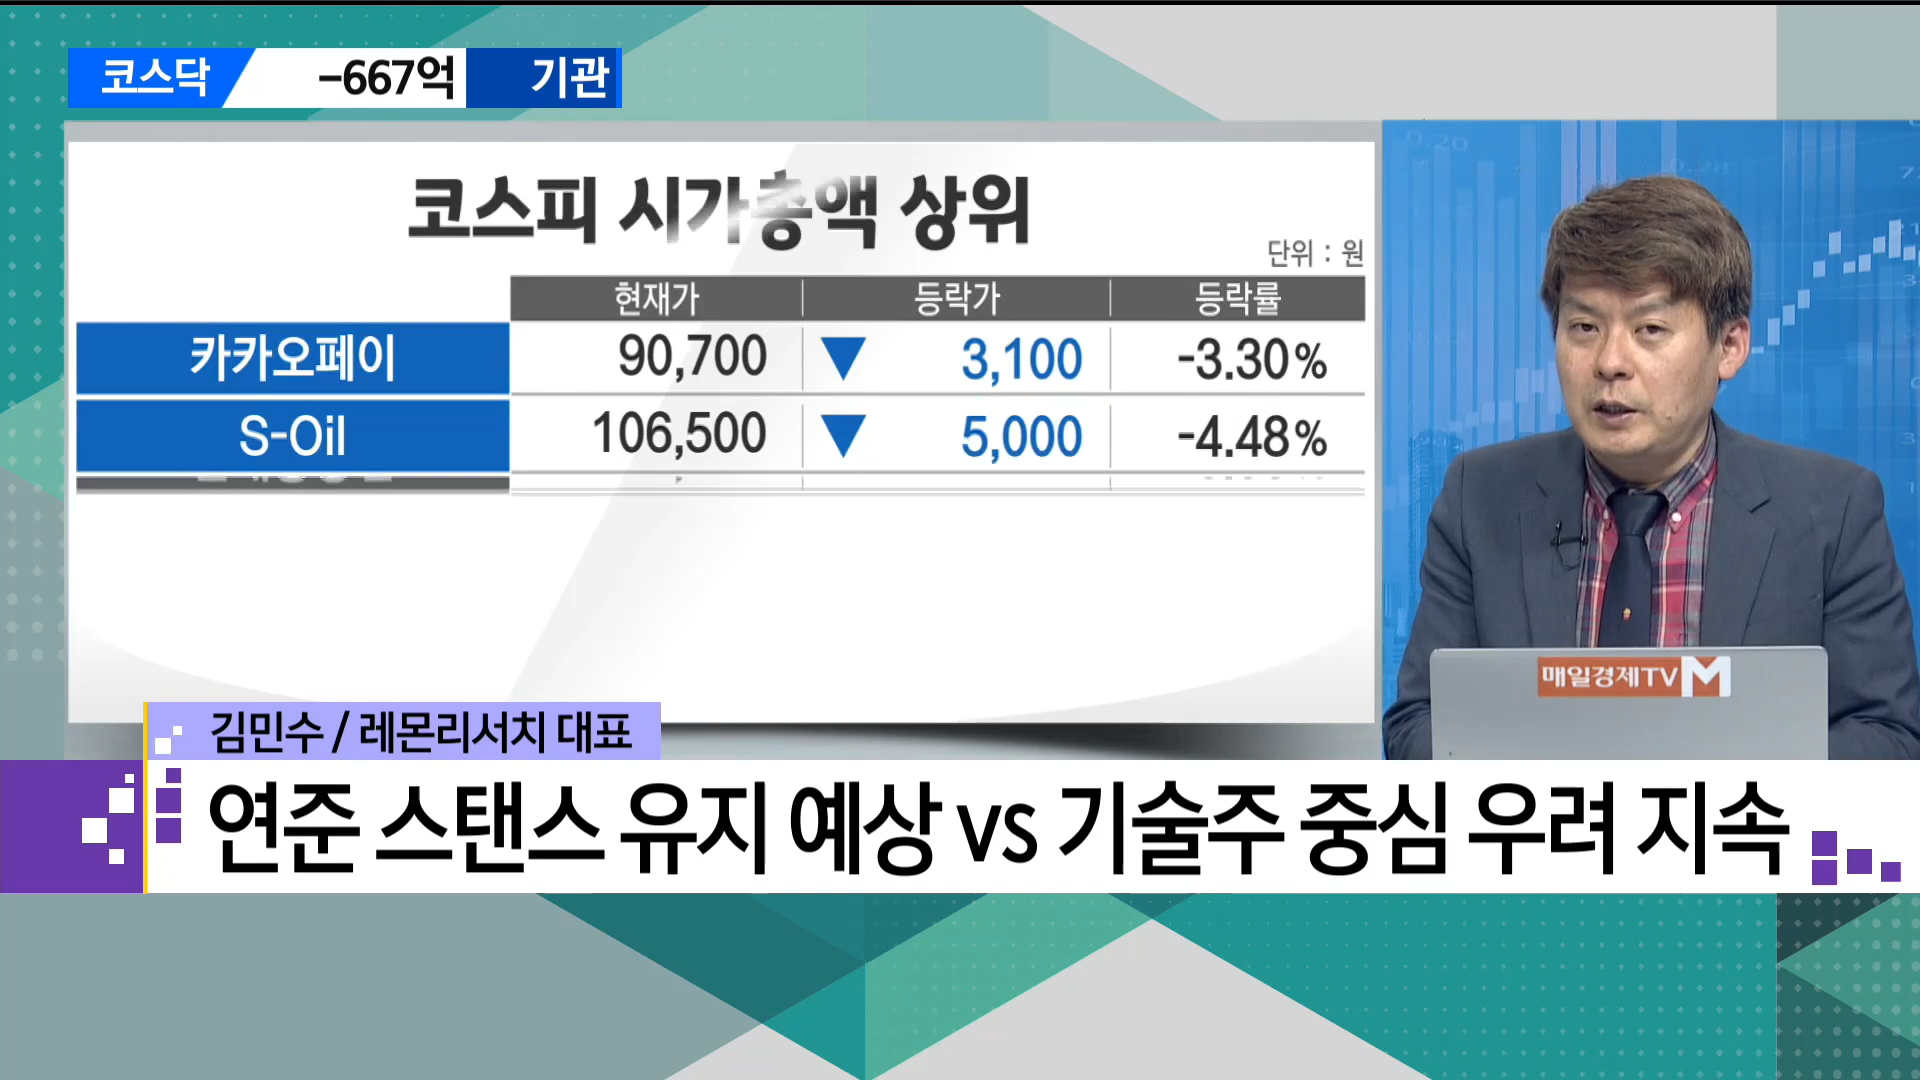 코스닥 -667억 기관
코스피 시가총액 상위
단위 : 원
현재가 등락가 등락률
카카오페이 90,700 ▼ 3,100 -3.30%
S-Oil 106,500 ▼ 5,000 -4.48%
매일경제TV M
김민수 / 레몬리서치 대표
연준 스탠스 유지 예상 vs 기술주 중심 우려 지속